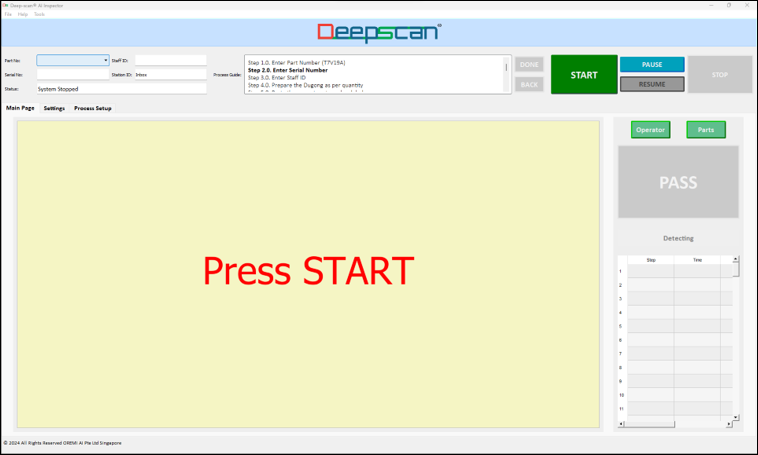 Deepscan® AI Inspector
File Help Tools
Deepscan®
Part No: Staff ID:
Serial No: Station ID: Inbox
Status: System Stopped
Process Guide:
Step 1.0. Enter Part Number (T7V19A)
Step 2.0. Enter Serial Number
Step 3.0. Enter Staff ID
Step 4.0. Prepare the Dugong as per quantity
DONE
BACK
START
PAUSE
RESUME
STOP
Main Page Settings Process Setup
Press START
Operator Parts
PASS
Detecting
Step Time
1
2
3
4
5
6
7
8
9
10
11
© 2024 All Rights Reserved OREMI AI Pte Ltd Singapore